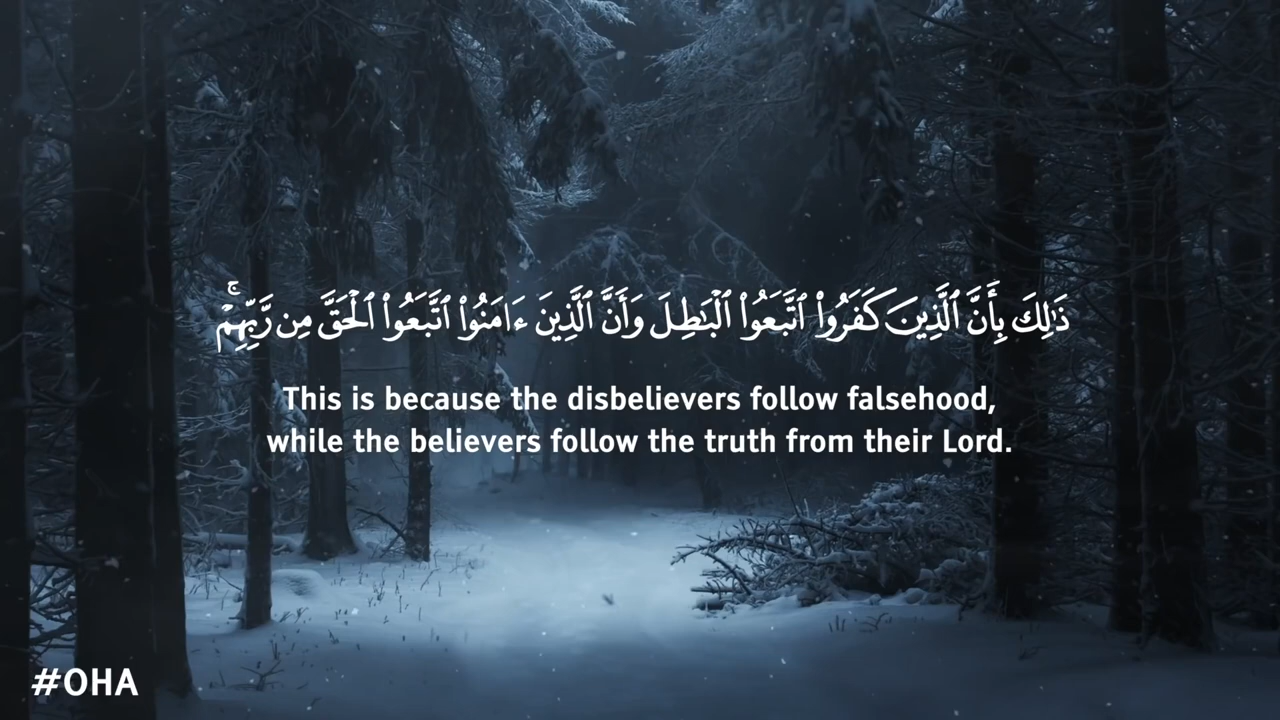 ذَٰلِكَ بِأَنَّ ٱلَّذِينَ كَفَرُوا۟ ٱتَّبَعُوا۟ ٱلْبَـٰطِلَ وَأَنَّ ٱلَّذِينَ ءَامَنُوا۟ ٱتَّبَعُوا۟ ٱلْحَقَّ مِن رَّبِّهِمْ ۚ
This is because the disbelievers follow falsehood,
while the believers follow the truth from their Lord.
#OHA